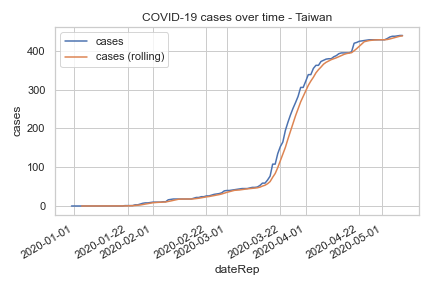 COVID-19 cases over time - Taiwan
cases
cases (rolling)
cases
400
300
200
100
0
2020-01-01
2020-01-22
2020-02-01
2020-02-22
2020-03-01
2020-03-22
2020-04-01
2020-04-22
2020-05-01
dateRep